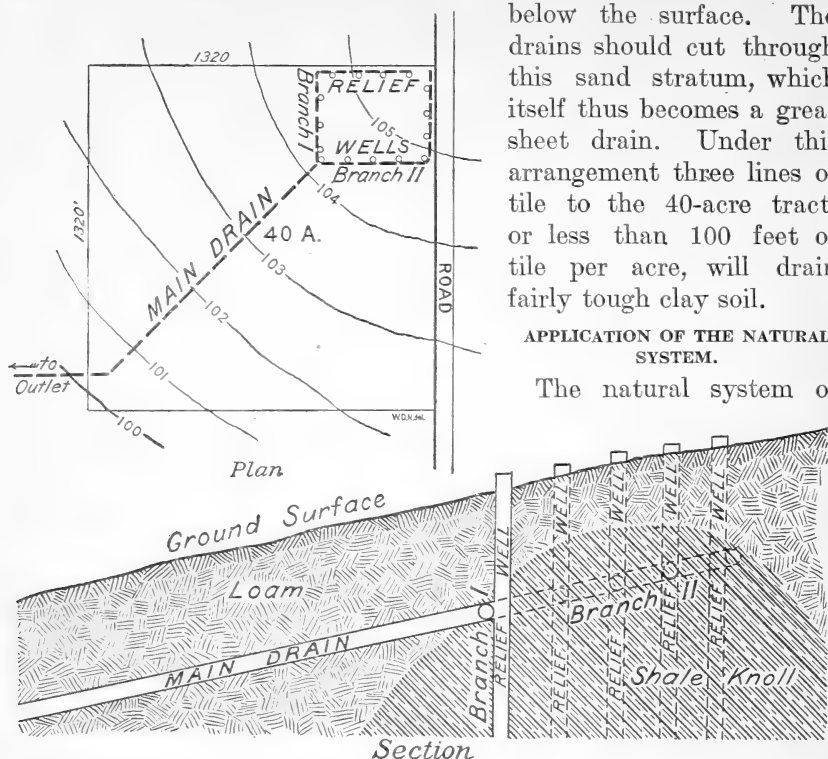 below the surface. The
drains should cut through
this sand stratum, which
itself thus becomes a great
sheet drain. Under this
arrangement three lines of
tile to the 40-acre tract,
or less than 100 feet of
tile per acre, will drain
fairly tough clay soil.
APPLICATION OF THE NATURAL
SYSTEM.
The natural system of
1320
1320'
Branch I
RELIEF
WELLS
Branch II
105
104
103
102
101
100
MAIN DRAIN
40 A.
ROAD
to
Outlet
W.D.N. del.
Plan
Ground Surface
Loam
MAIN DRAIN
Branch I
RELIEF WELL
RELIEF WELL
RELIEF WELL
RELIEF WELL
RELIEF WELL
Branch II
Shale Knoll
Section